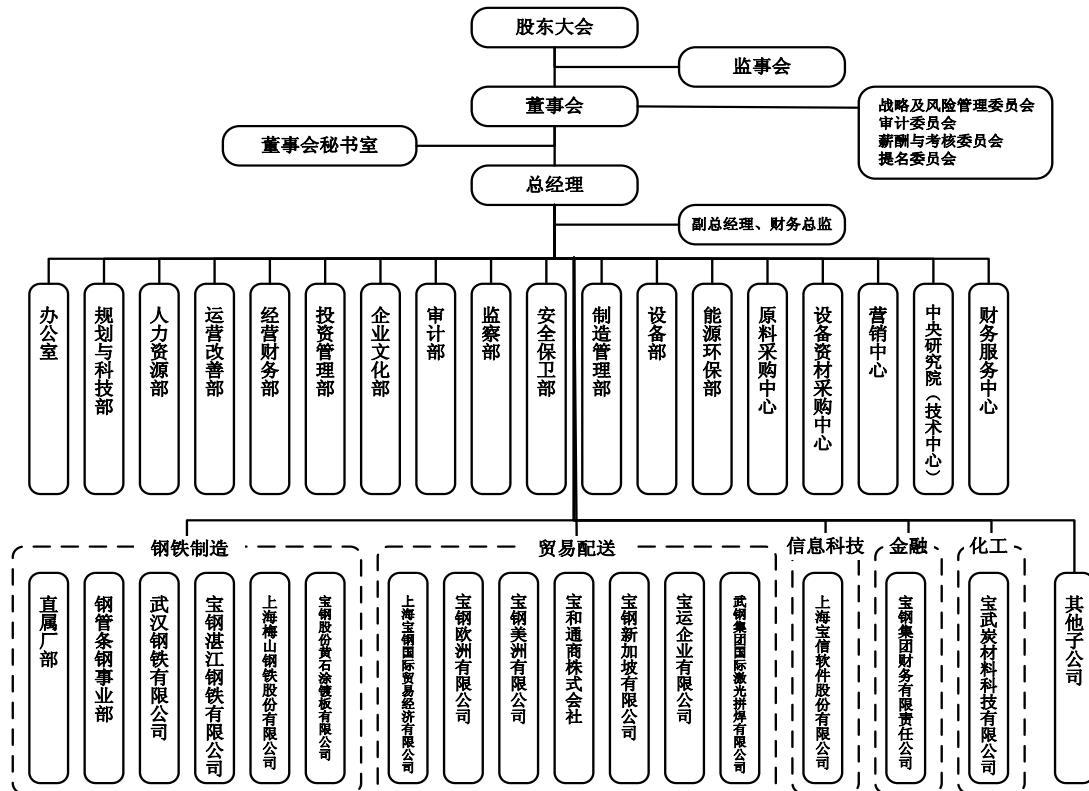 股东大会
监事会
董事会
战略及风险管理委员会
审计委员会
薪酬与考核委员会
提名委员会
董事会秘书室
总经理
副总经理、财务总监
办公室
规划与科技部
人力资源部
运营改善部
经营财务部
投资管理部
企业文化部
审计部
监察部
安全保卫部
制造管理部
设备部
能源环保部
原料采购中心
设备资材采购中心
营销中心
中央研究院（技术中心）
财务服务中心
钢铁制造
贸易配送
信息科技
金融
化工
直属厂部
钢管条钢事业部
武汉钢铁有限公司
宝钢湛江钢铁有限公司
上海梅山钢铁股份有限公司
宝钢股份黄石涂镀板有限公司
上海宝钢国际贸易经济有限公司
宝钢欧洲有限公司
宝钢美洲有限公司
宝和通商株式会社
宝钢新加坡有限公司
宝运企业有限公司
武钢集团国际激光拼焊有限公司
上海宝信软件股份有限公司
宝钢集团财务有限责任公司
宝武炭材料科技有限公司
其他子公司